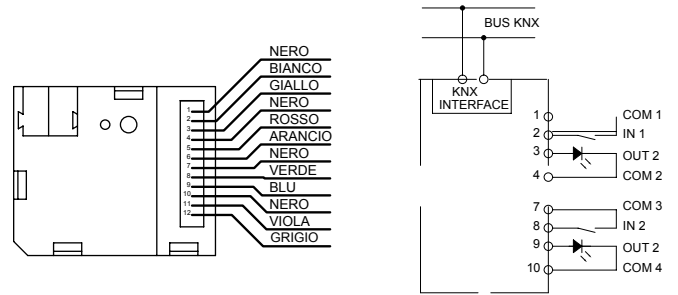 NERO
BIANCO
GIALLO
NERO
ROSSO
ARANCIO
NERO
VERDE
BLU
NERO
VIOLA
GRIGIO
1
2
3
4
5
6
7
8
9
10
11
12
BUS KNX
KNX
INTERFACE
1 COM 1
2 IN 1
3 OUT 2
4 COM 2
7 COM 3
8 IN 2
9 OUT 2
10 COM 4